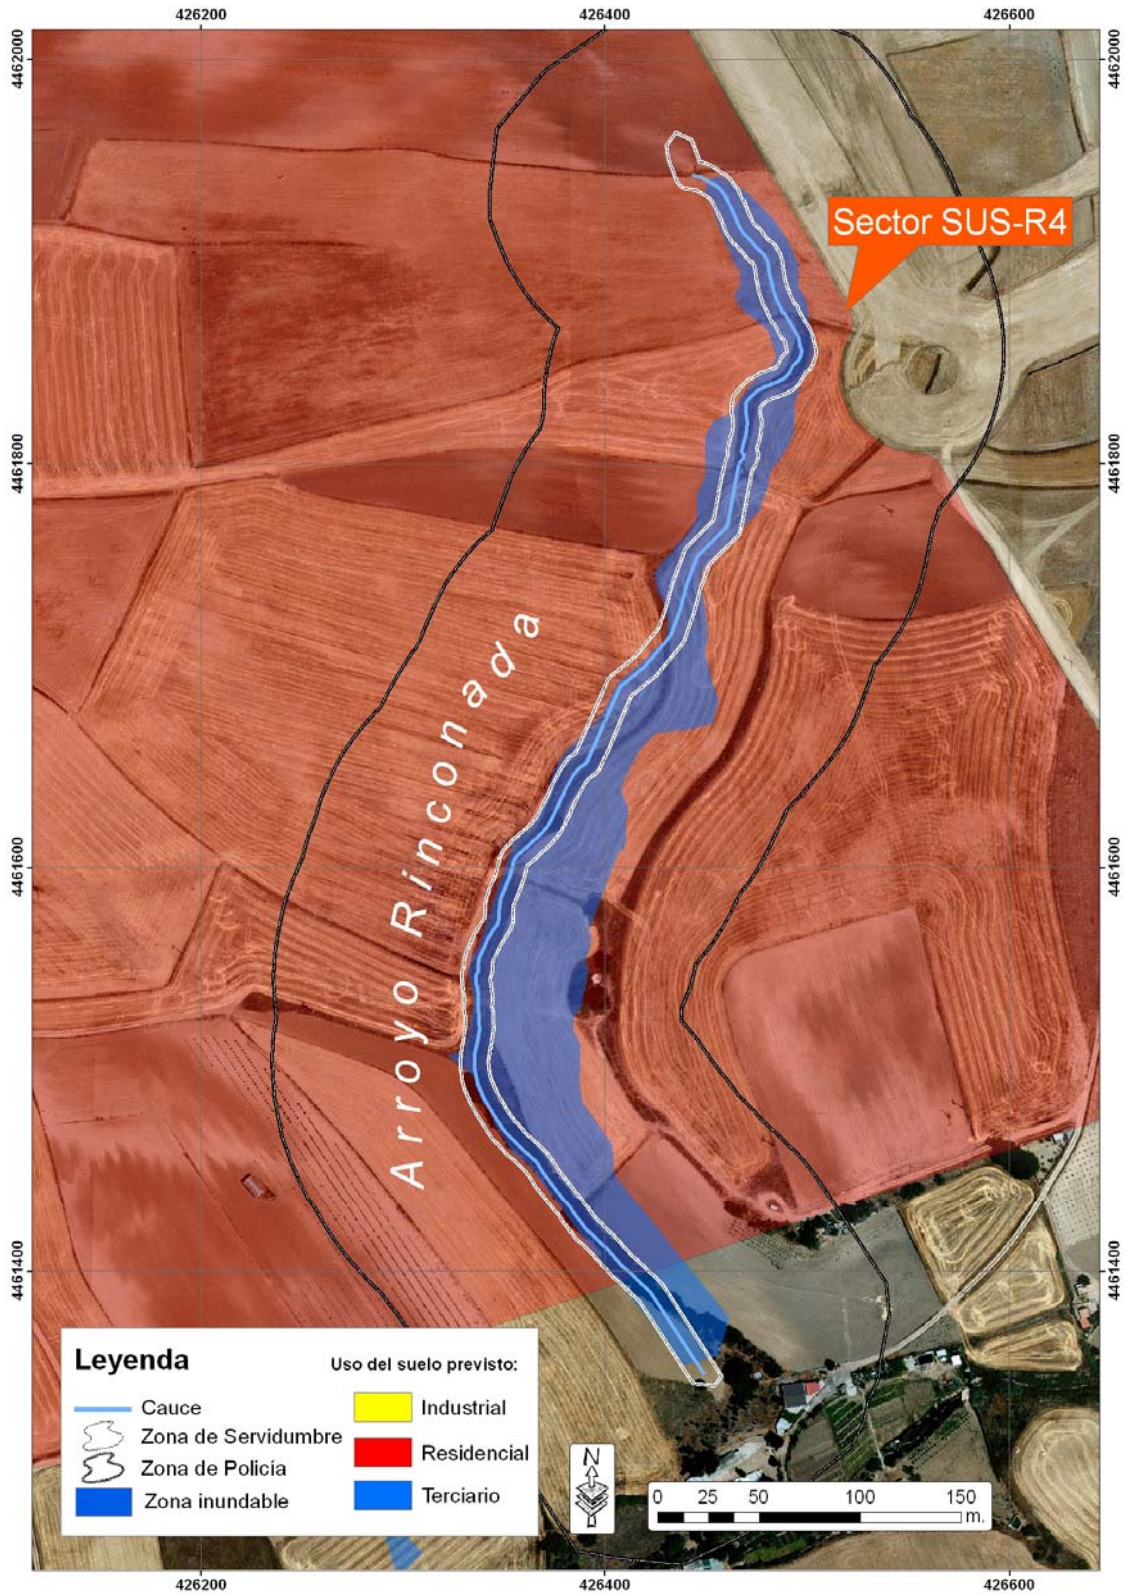 426200 426400 426600
4462000 4462000
Sector SUS-R4
4461800 4461800
Arroyo Rinconada
4461600 4461600
4461400 4461400
Leyenda
Cauce
Zona de Servidumbre
Zona de Policía
Zona inundable
Uso del suelo previsto:
Industrial
Residencial
Terciario
N
0 25 50 100 150
m.
426200 426400 426600